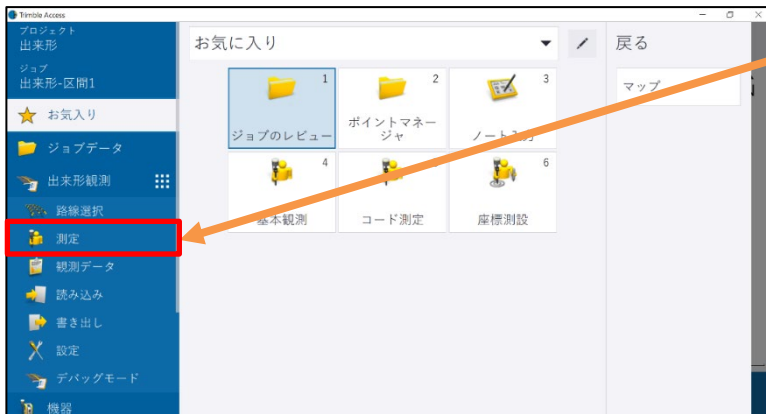 Trimble Access
プロジェクト
出来形
ジョブ
出来形-区間1
お気入り
ジョブデータ
出来形観測
路線選択
測定
観測データ
読み込み
書き出し
設定
デバッグモード
機器
お気に入り
1
ジョブのレビュー
2
ポイントマネー
ジャ
3
ノート入力
4
基本観測
コード測定
6
座標測設
戻る
マップ